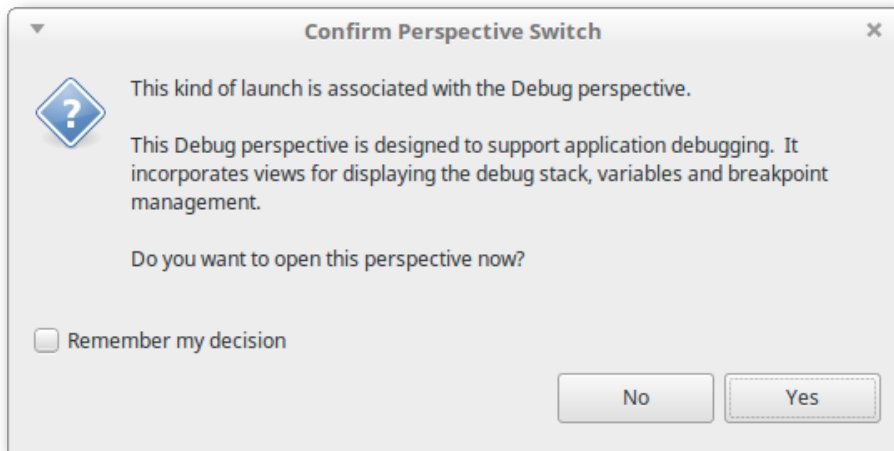 Confirm Perspective Switch
This kind of launch is associated with the Debug perspective.
This Debug perspective is designed to support application debugging.  It
incorporates views for displaying the debug stack, variables and breakpoint
management.
Do you want to open this perspective now?
Remember my decision
No
Yes